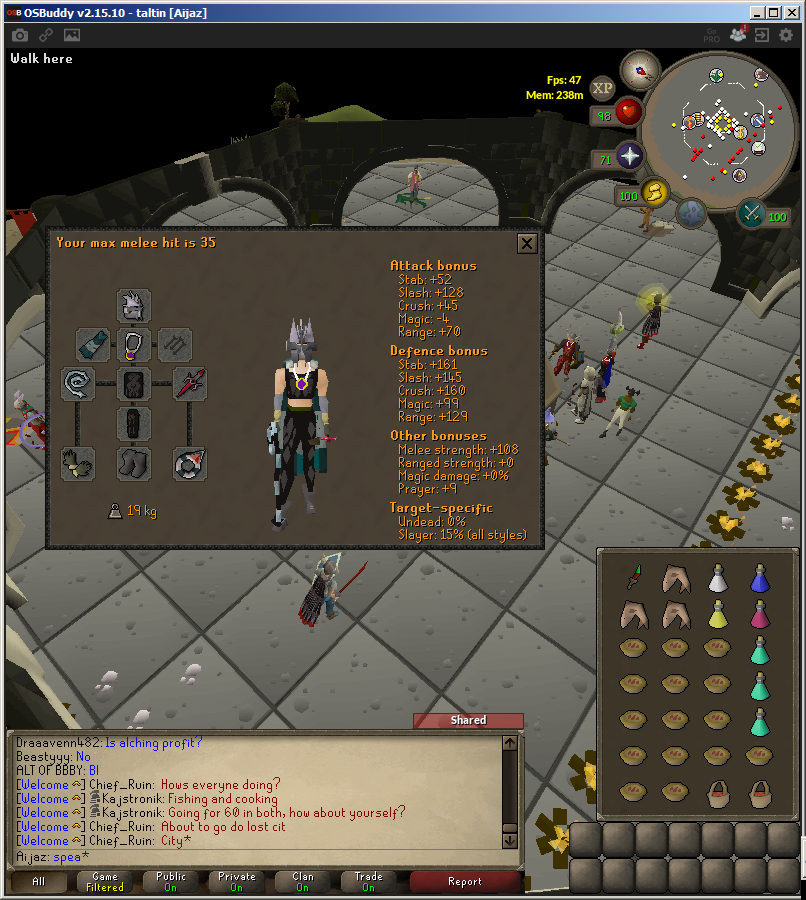 OSBuddy v2.15.10 - taltin [Aijaz]
Go PRO
Walk here
Fps: 47
Mem: 238m
XP
98
71
100
100
Your max melee hit is 35
Attack bonus
Stab: +52
Slash: +128
Crush: +45
Magic: -4
Range: +70
Defence bonus
Stab: +161
Slash: +145
Crush: +160
Magic: +99
Range: +129
Other bonuses
Melee strength: +108
Ranged strength: +0
Magic damage: +0%
Prayer: +9
Target-specific
Undead: 0%
Slayer: 15% (all styles)
19 kg
Shared
Draaavenn482: Is alching profit?
Beastyyy: No
ALT OF BBBY: BI
[Welcome] Chief_Ruin: Hows everyne doing?
[Welcome] Kajstronik: Fishing and cooking
[Welcome] Kajstronik: Going for 60 in both, how about yourself?
[Welcome] Chief_Ruin: About to go do lost cit
[Welcome] Chief_Ruin: City*
Aijaz: spea*
All
Game Filtered
Public On
Private On
Clan On
Trade On
Report